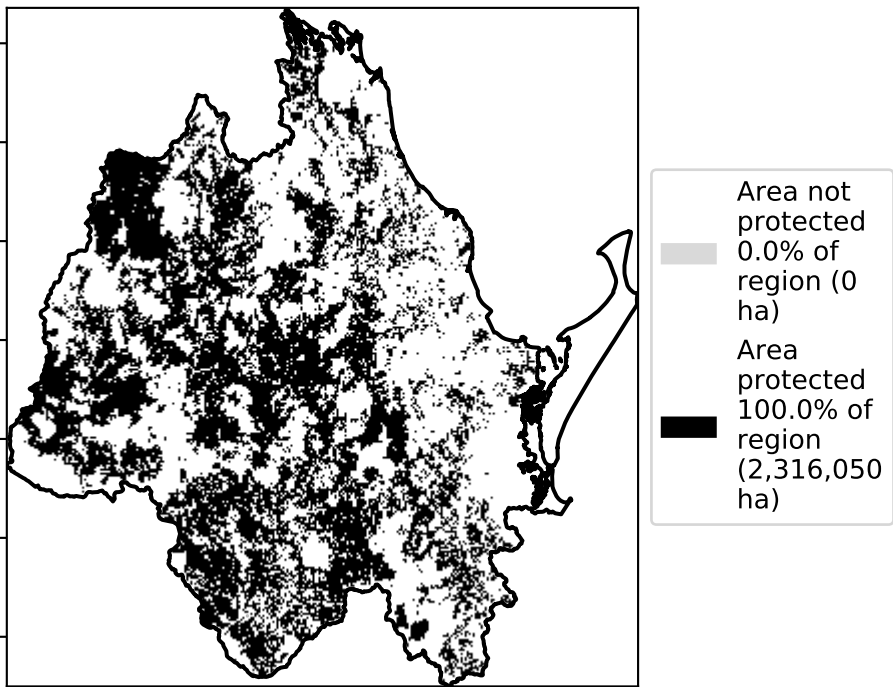 Area not
protected
0.0% of
region (0
ha)
Area
protected
100.0% of
region
(2,316,050
ha)